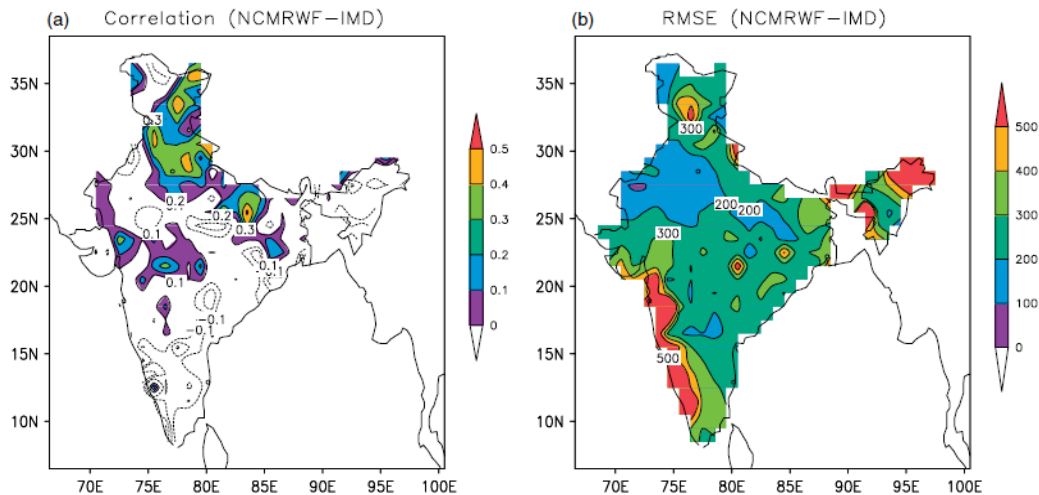 (a) Correlation (NCMRWF-IMD)
35N
30N
25N
20N
15N
10N
70E 75E 80E 85E 90E 95E 100E
0.3
0.2
0.2
0.1
0.3
0.1
0.1
-0.1
-0.1
0.5
0.4
0.3
0.2
0.1
0
(b) RMSE (NCMRWF-IMD)
35N
30N
25N
20N
15N
10N
70E 75E 80E 85E 90E 95E 100E
300
200
200
300
500
500
400
300
200
100
0